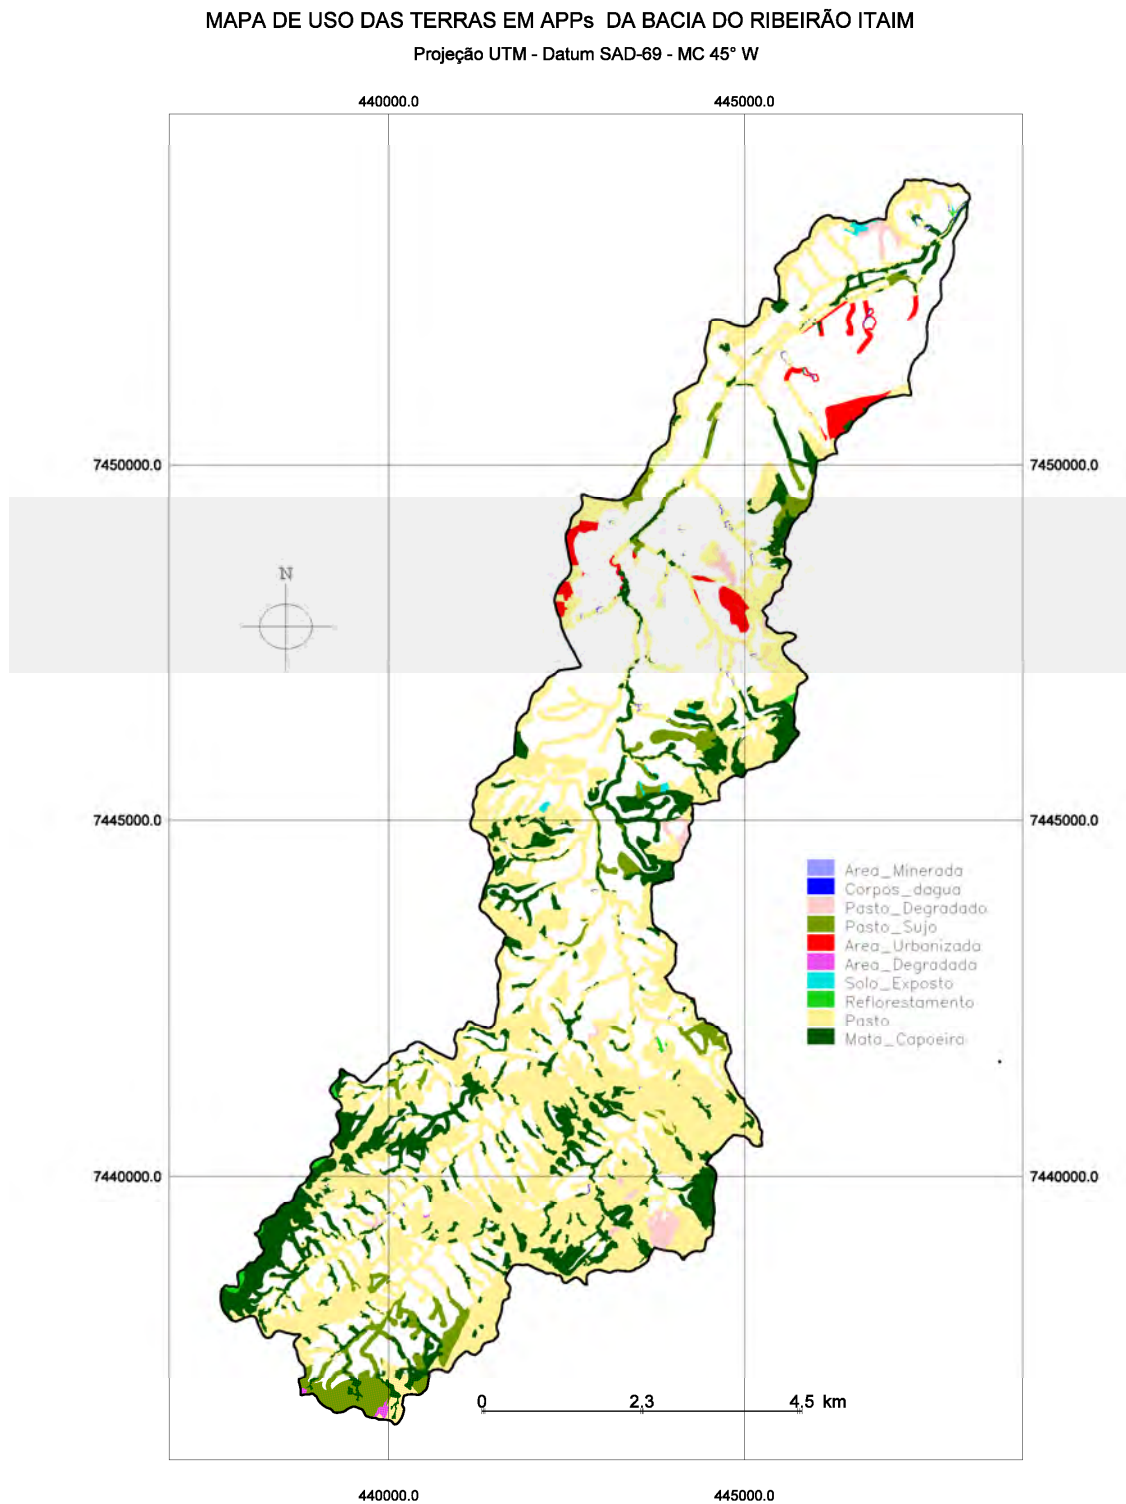 MAPA DE USO DAS TERRAS EM APPs DA BACIA DO RIBEIRÃO ITAIM
Projeção UTM - Datum SAD-69 - MC 45° W
440000.0 445000.0
7450000.0 7450000.0
N
7445000.0 7445000.0
Area_Minerada
Corpos_dagua
Pasto_Degradado
Pasto_Sujo
Area_Urbanizada
Area_Degradada
Solo_Exposto
Reflorestamento
Pasto
Mata_Capoeira
7440000.0 7440000.0
0 2.3 4.5 km
440000.0 445000.0